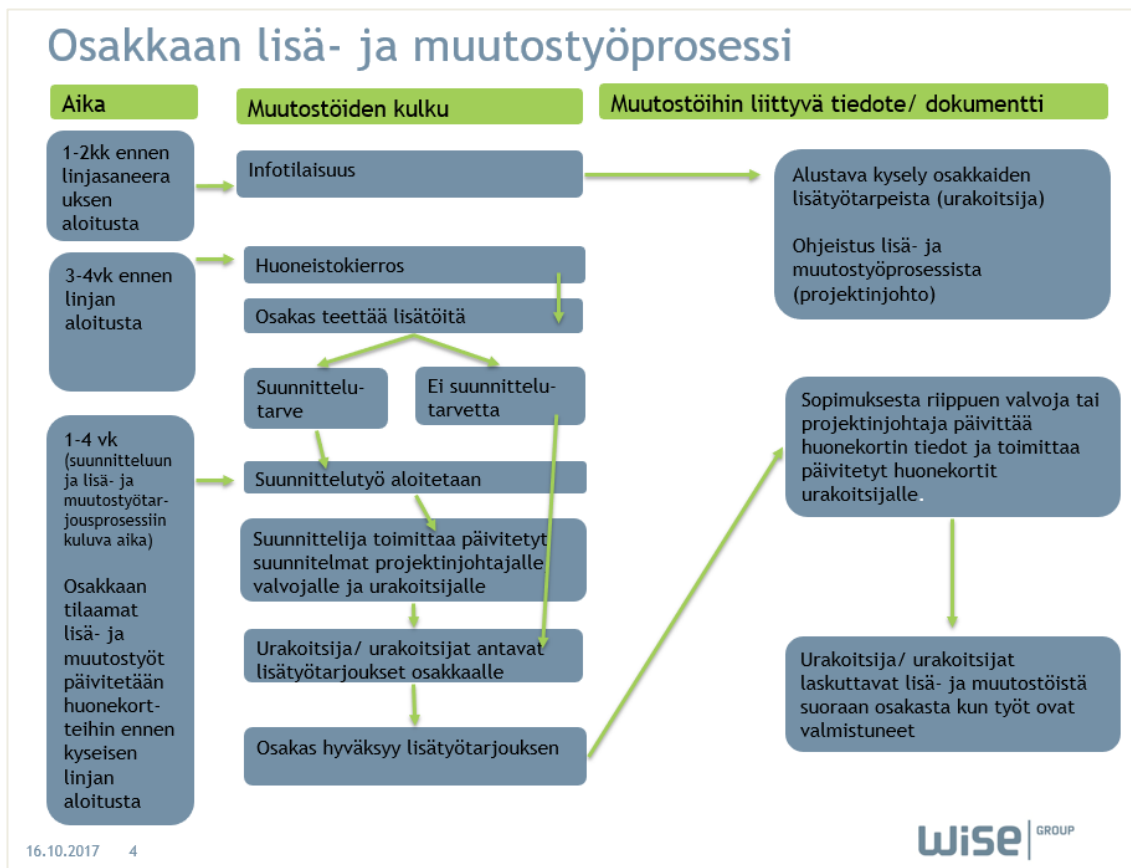 Osakkaan lisä- ja muutostyöprosessi
Aika
Muutostöiden kulku
Muutostöihin liittyvä tiedote/ dokumentti
1-2kk ennen
linjasaneera
uksen
aloitusta
Infotilaisuus
Alustava kysely osakkaiden
lisätyötarpeista (urakoitsija)
Ohjeistus lisä- ja
muutostyöprosessista
(projektinjohto)
3-4vk ennen
linjan
aloitusta
Huoneistokierros
Osakas teettää lisätöitä
Suunnittelu-
tarve
Ei suunnittelu-
tarvetta
1-4 vk
(suunnitteluun
ja lisä- ja
muutostyötar-
jousprosessiin
kuluva aika)
Osakkaan
tilaamat
lisä- ja
muutostyöt
päivitetään
huonekort-
teihin ennen
kyseisen
linjan
aloitusta
Suunnittelutyö aloitetaan
Suunnittelija toimittaa päivitetyt
suunnitelmat projektinjohtajalle
valvojalle ja urakoitsijalle
Urakoitsija/ urakoitsijat antavat
lisätyötarjoukset osakkaalle
Osakas hyväksyy lisätyötarjouksen
Sopimuksesta riippuen valvoja tai
projektinjohtaja päivittää
huonekortin tiedot ja toimittaa
päivitetyt huonekortit
urakoitsijalle.
Urakoitsija/ urakoitsijat
laskuttavat lisä- ja muutostöistä
suoraan osakasta kun työt ovat
valmistuneet
16.10.2017 4
wise GROUP